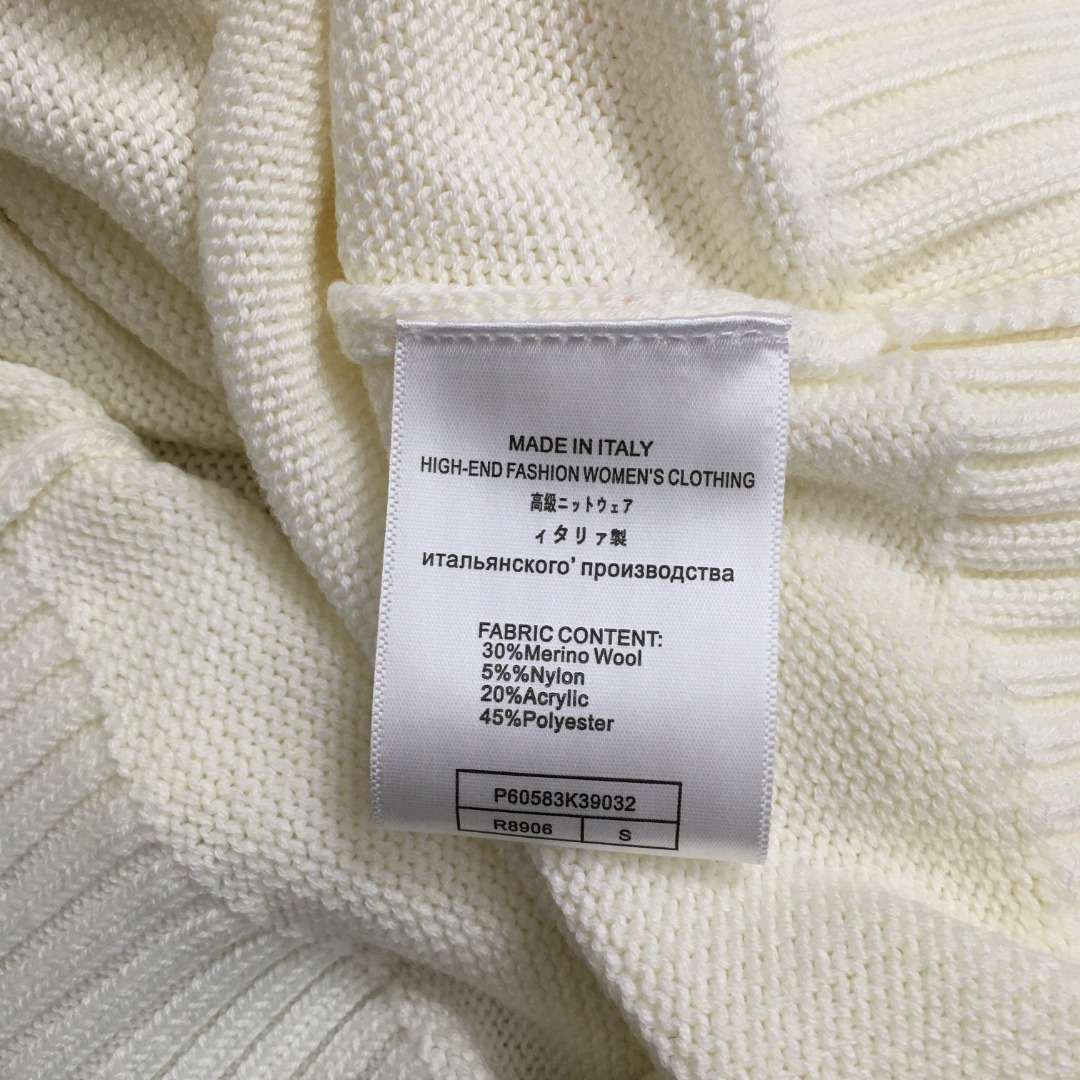 MADE IN ITALY
HIGH-END FASHION WOMEN'S CLOTHING
高級ニットウェア
ィタリァ製
итальянского' производства
FABRIC CONTENT:
30%Merino Wool
5%%Nylon
20%Acrylic
45%Polyester
P60583K39032
R8906 S